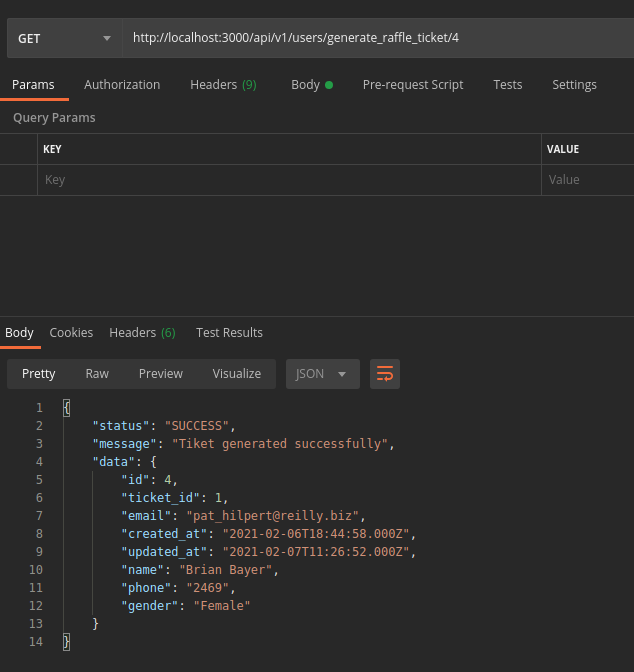 GET http://localhost:3000/api/v1/users/generate_raffle_ticket/4
Params Authorization Headers (9) Body Pre-request Script Tests Settings
Query Params
KEY VALUE
Key Value
Body Cookies Headers (6) Test Results
Pretty Raw Preview Visualize JSON
1 {
2 "status": "SUCCESS",
3 "message": "Tiket generated successfully",
4 "data": {
5 "id": 4,
6 "ticket_id": 1,
7 "email": "pat_hilpert@reilly.biz",
8 "created_at": "2021-02-06T18:44:58.000Z",
9 "updated_at": "2021-02-07T11:26:52.000Z",
10 "name": "Brian Bayer",
11 "phone": "2469",
12 "gender": "Female"
13 }
14 }